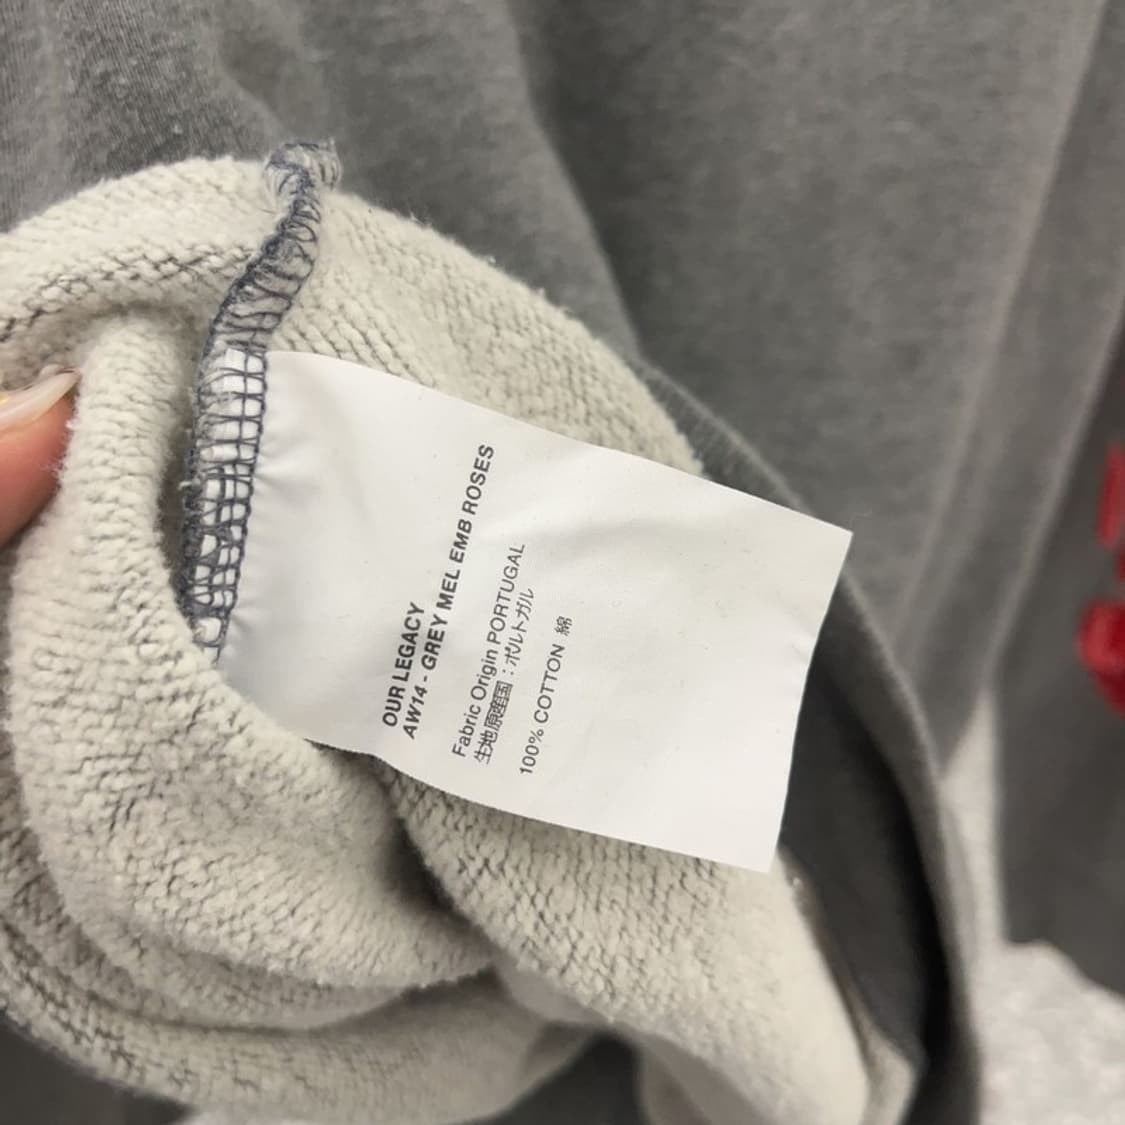 OUR LEGACY
AW14 - GREY MEL EMB ROSES
Fabric Origin PORTUGAL
生地原産国：ポルトガル
100% COTTON 綿